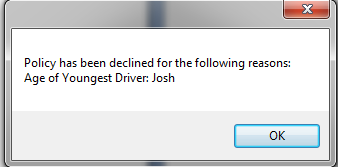 Policy has been declined for the following reasons:
Age of Youngest Driver: Josh
OK